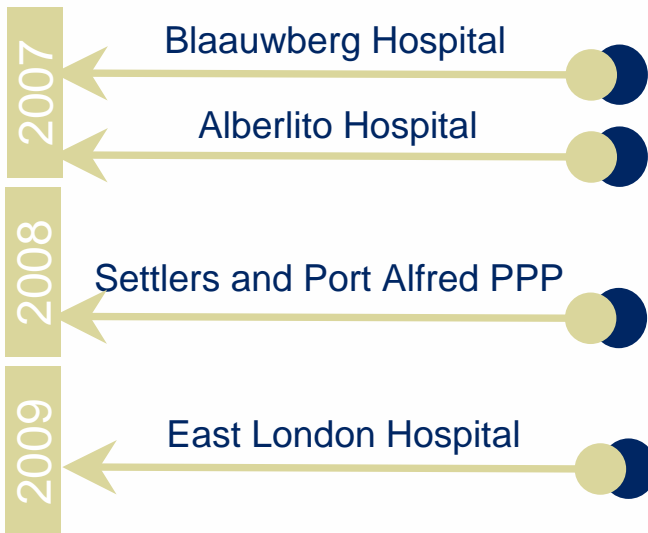 2007
Blaauwberg Hospital
Alberlito Hospital
2008
Settlers and Port Alfred PPP
2009
East London Hospital